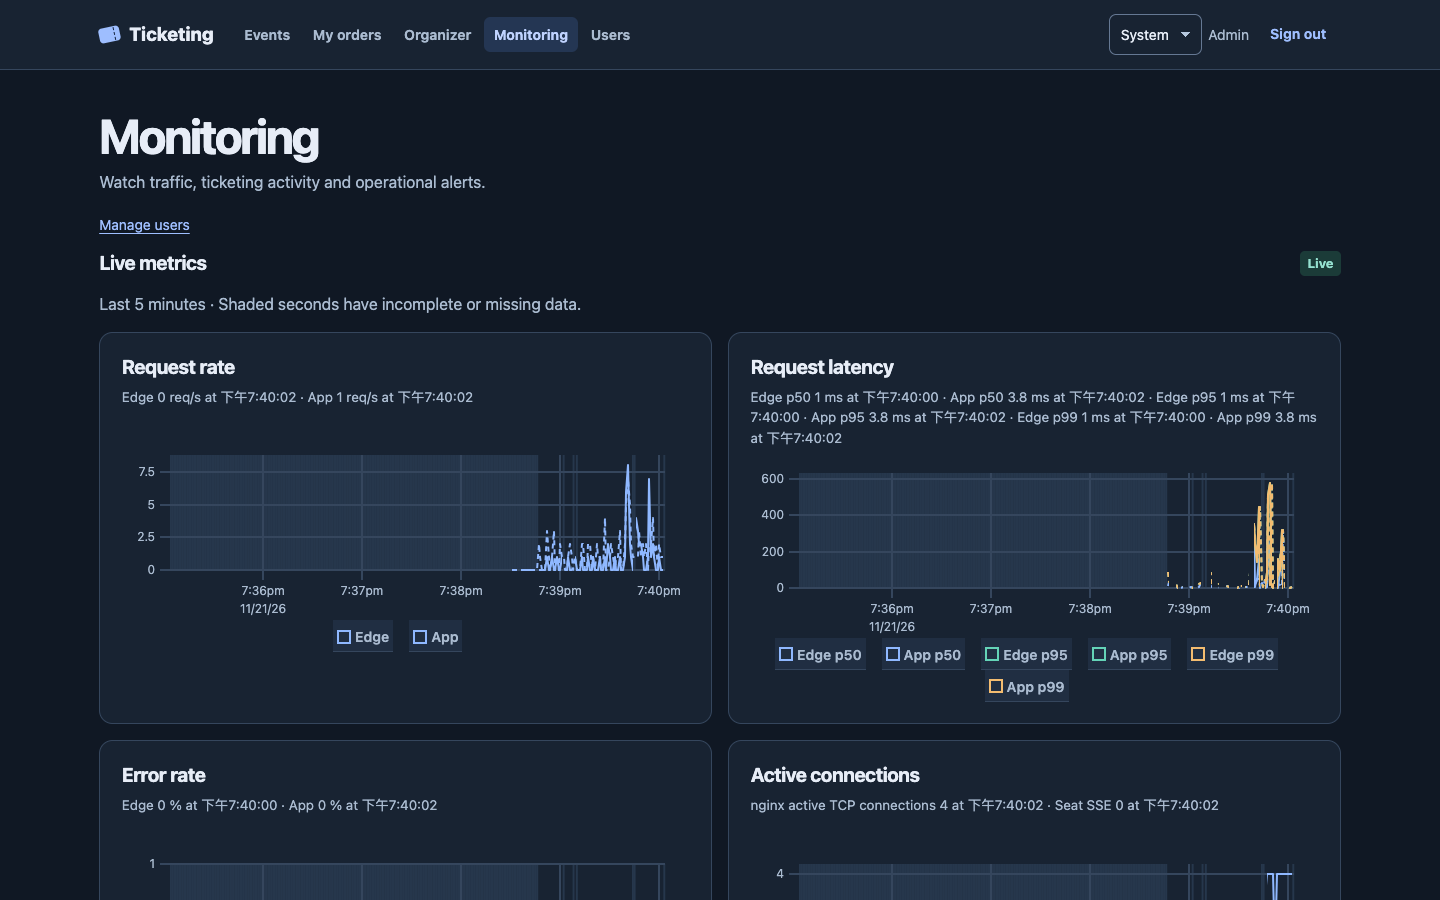 Ticketing
Events
My orders
Organizer
Monitoring
Users
System
Admin
Sign out
Monitoring
Watch traffic, ticketing activity and operational alerts.
Manage users
Live metrics
Live
Last 5 minutes · Shaded seconds have incomplete or missing data.
Request rate
Edge 0 req/s at 下午7:40:02 · App 1 req/s at 下午7:40:02
7.5
5
2.5
0
7:36pm
7:37pm
7:38pm
7:39pm
7:40pm
11/21/26
Edge
App
Request latency
Edge p50 1 ms at 下午7:40:00 · App p50 3.8 ms at 下午7:40:02 · Edge p95 1 ms at 下午
7:40:00 · App p95 3.8 ms at 下午7:40:02 · Edge p99 1 ms at 下午7:40:00 · App p99 3.8 ms
at 下午7:40:02
600
400
200
0
7:36pm
7:37pm
7:38pm
7:39pm
7:40pm
11/21/26
Edge p50
App p50
Edge p95
App p95
Edge p99
App p99
Error rate
Edge 0 % at 下午7:40:00 · App 0 % at 下午7:40:02
1
Active connections
nginx active TCP connections 4 at 下午7:40:02 · Seat SSE 0 at 下午7:40:02
4